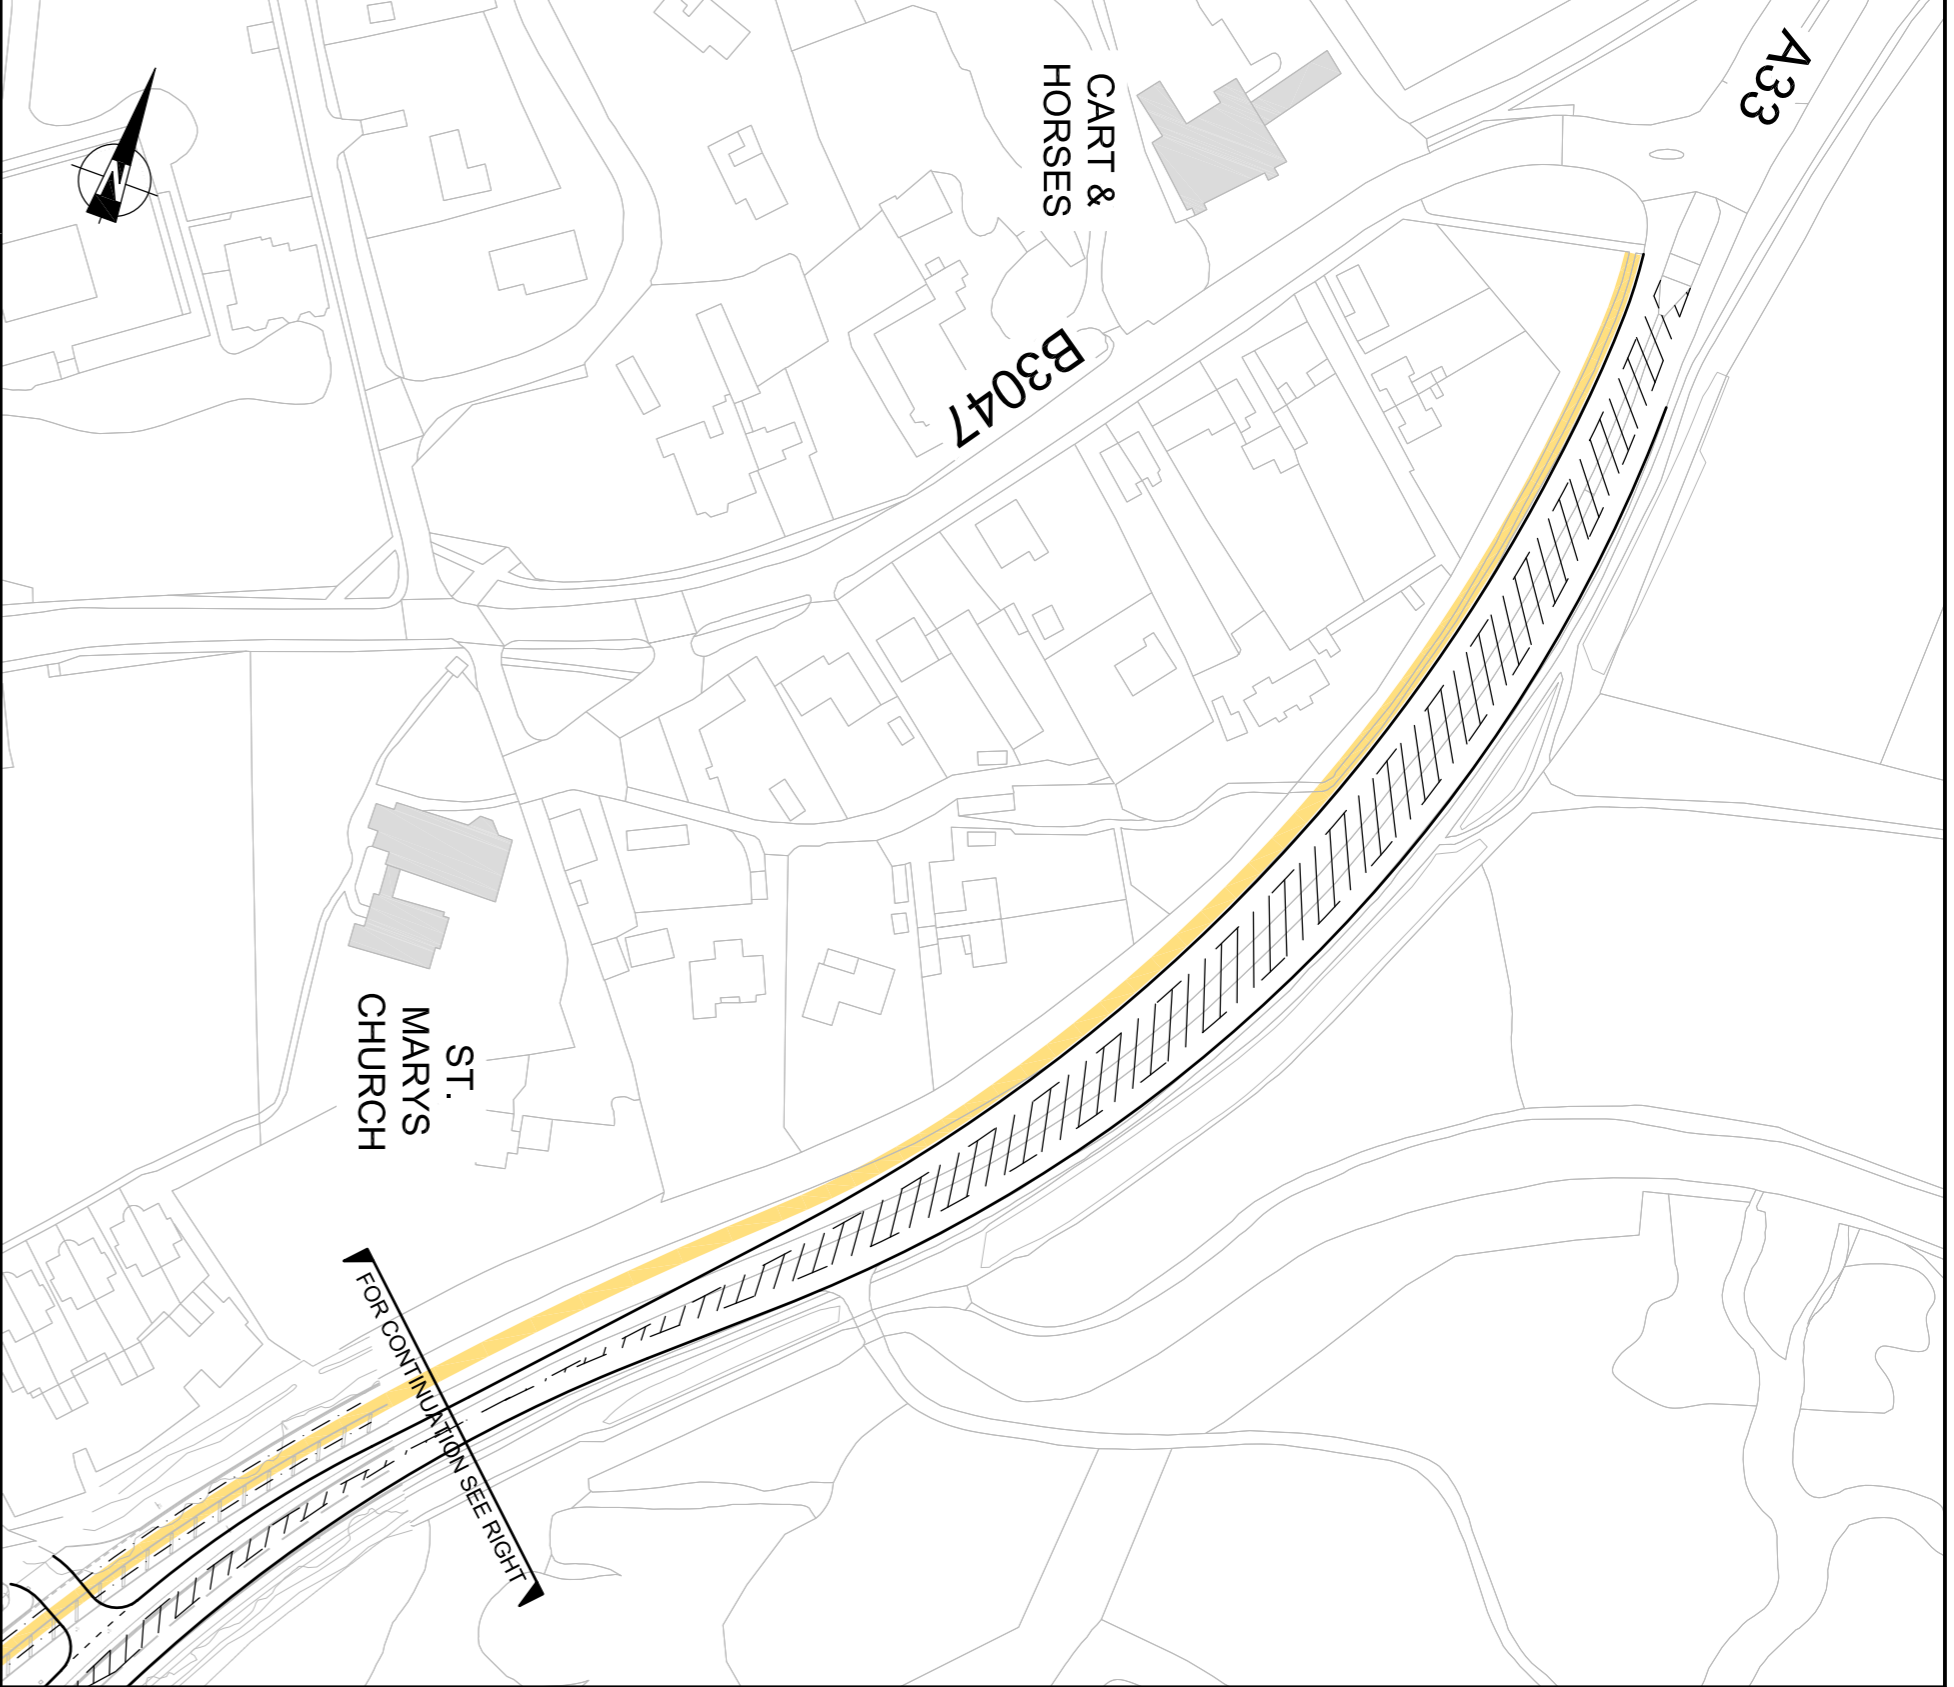 A33
CART &
HORSES
B3047
ST.
MARYS
CHURCH
FOR CONTINUATION SEE RIGHT
N